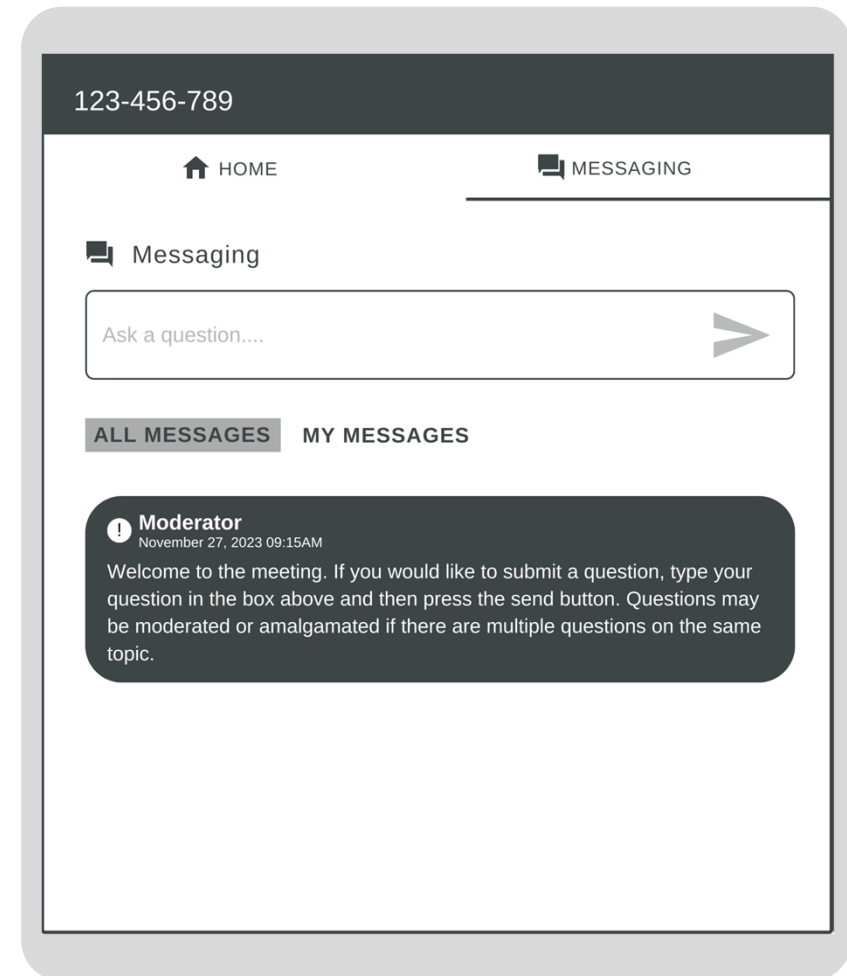 123-456-789
HOME
MESSAGING
Messaging
Ask a question....
ALL MESSAGES
MY MESSAGES
!
Moderator
November 27, 2023 09:15AM
Welcome to the meeting. If you would like to submit a question, type your
question in the box above and then press the send button. Questions may
be moderated or amalgamated if there are multiple questions on the same
topic.